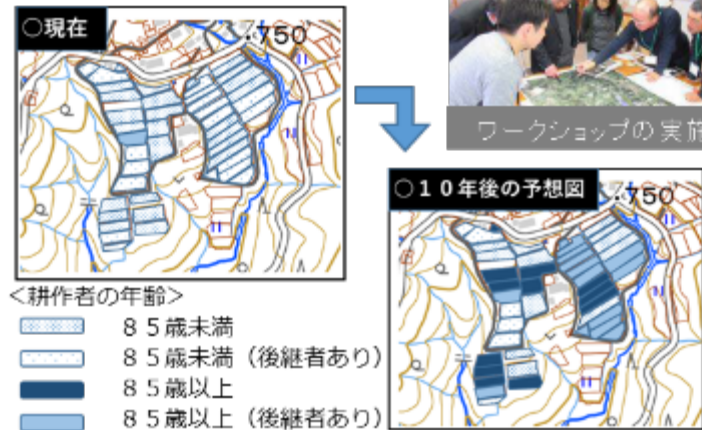 ○現在
750
ワークショップの実施
○10年後の予想図
750
<耕作者の年齢>
85歳未満
85歳未満（後継者あり）
85歳以上
85歳以上（後継者あり）